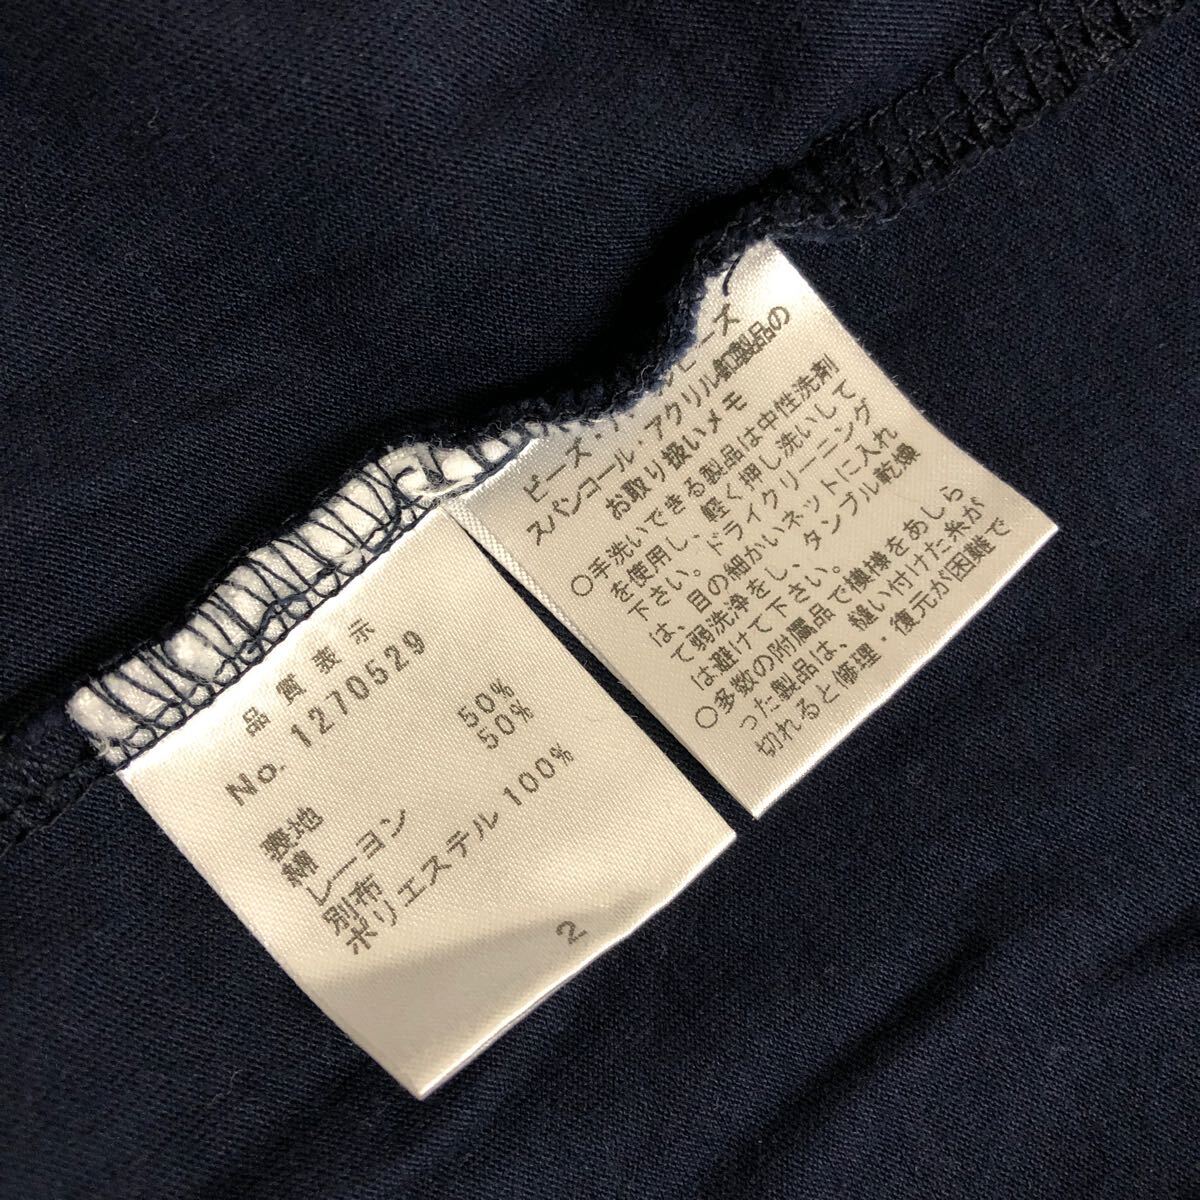 品質表示
No. 1270529
表地
綿 50%
レーヨン 50%
別布
ポリエステル 100%
2
ビーズ・ ビーズ
スパンコール・アクリル釦製品の
お取り扱いメモ
○手洗いできる製品は中性洗剤
を使用し、軽く押し洗いして
下さい。ドライクリーニング
は、目の細かいネットに入れ
て弱洗浄をし、タンブル乾燥
は避けて下さい。
○多数の附属品で模様をあしら
った製品は、縫い付けた糸が
切れると修理・復元が困難で